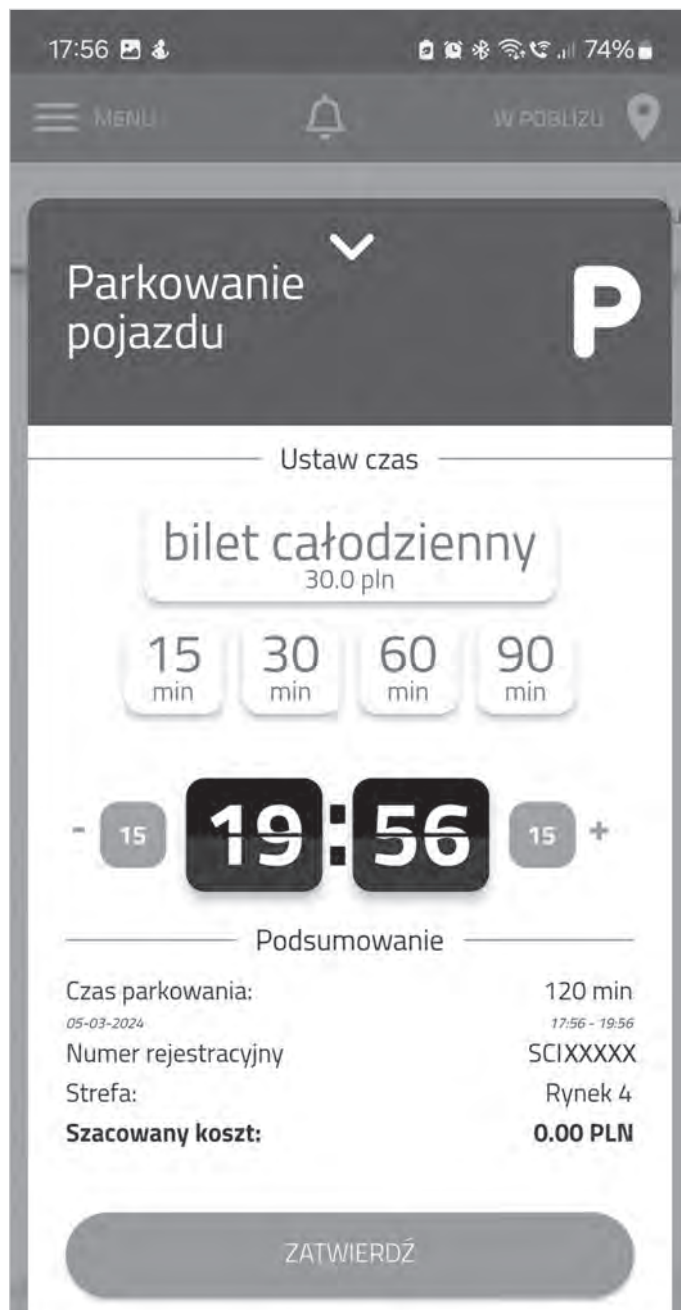 17:56 74%
MENU W POBLIŻU
Parkowanie
pojazdu
P
Ustaw czas
bilet całodzienny
30.0 pln
15 30 60 90
min min min min
- 15 19:56 15 +
Podsumowanie
Czas parkowania: 120 min
05-03-2024 17:56 - 19:56
Numer rejestracyjny SCIXXXXX
Strefa: Rynek 4
Szacowany koszt: 0.00 PLN
ZATWIERDŹ